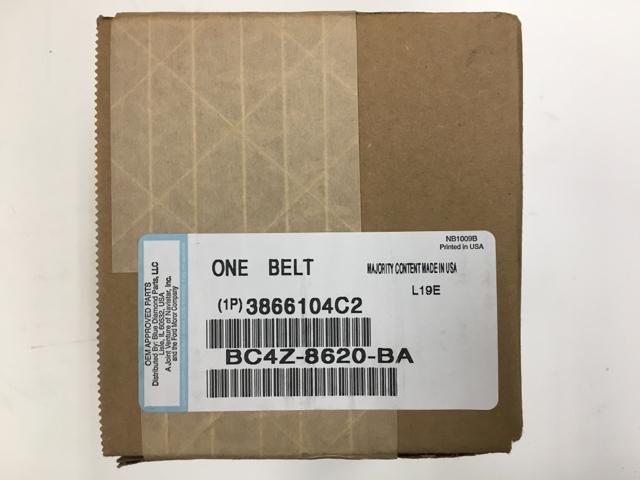 NB1009B
Printed in USA
ONE BELT
MAJORITY CONTENT MADE IN USA
L19E
(1P) 3866104C2
BC4Z-8620-BA
OEM APPROVED PARTS
Distributed By: Blue Diamond Parts, LLC
Lisle, IL 60532, USA
A Joint Venture of Navistar, Inc.
and the Ford Motor Company